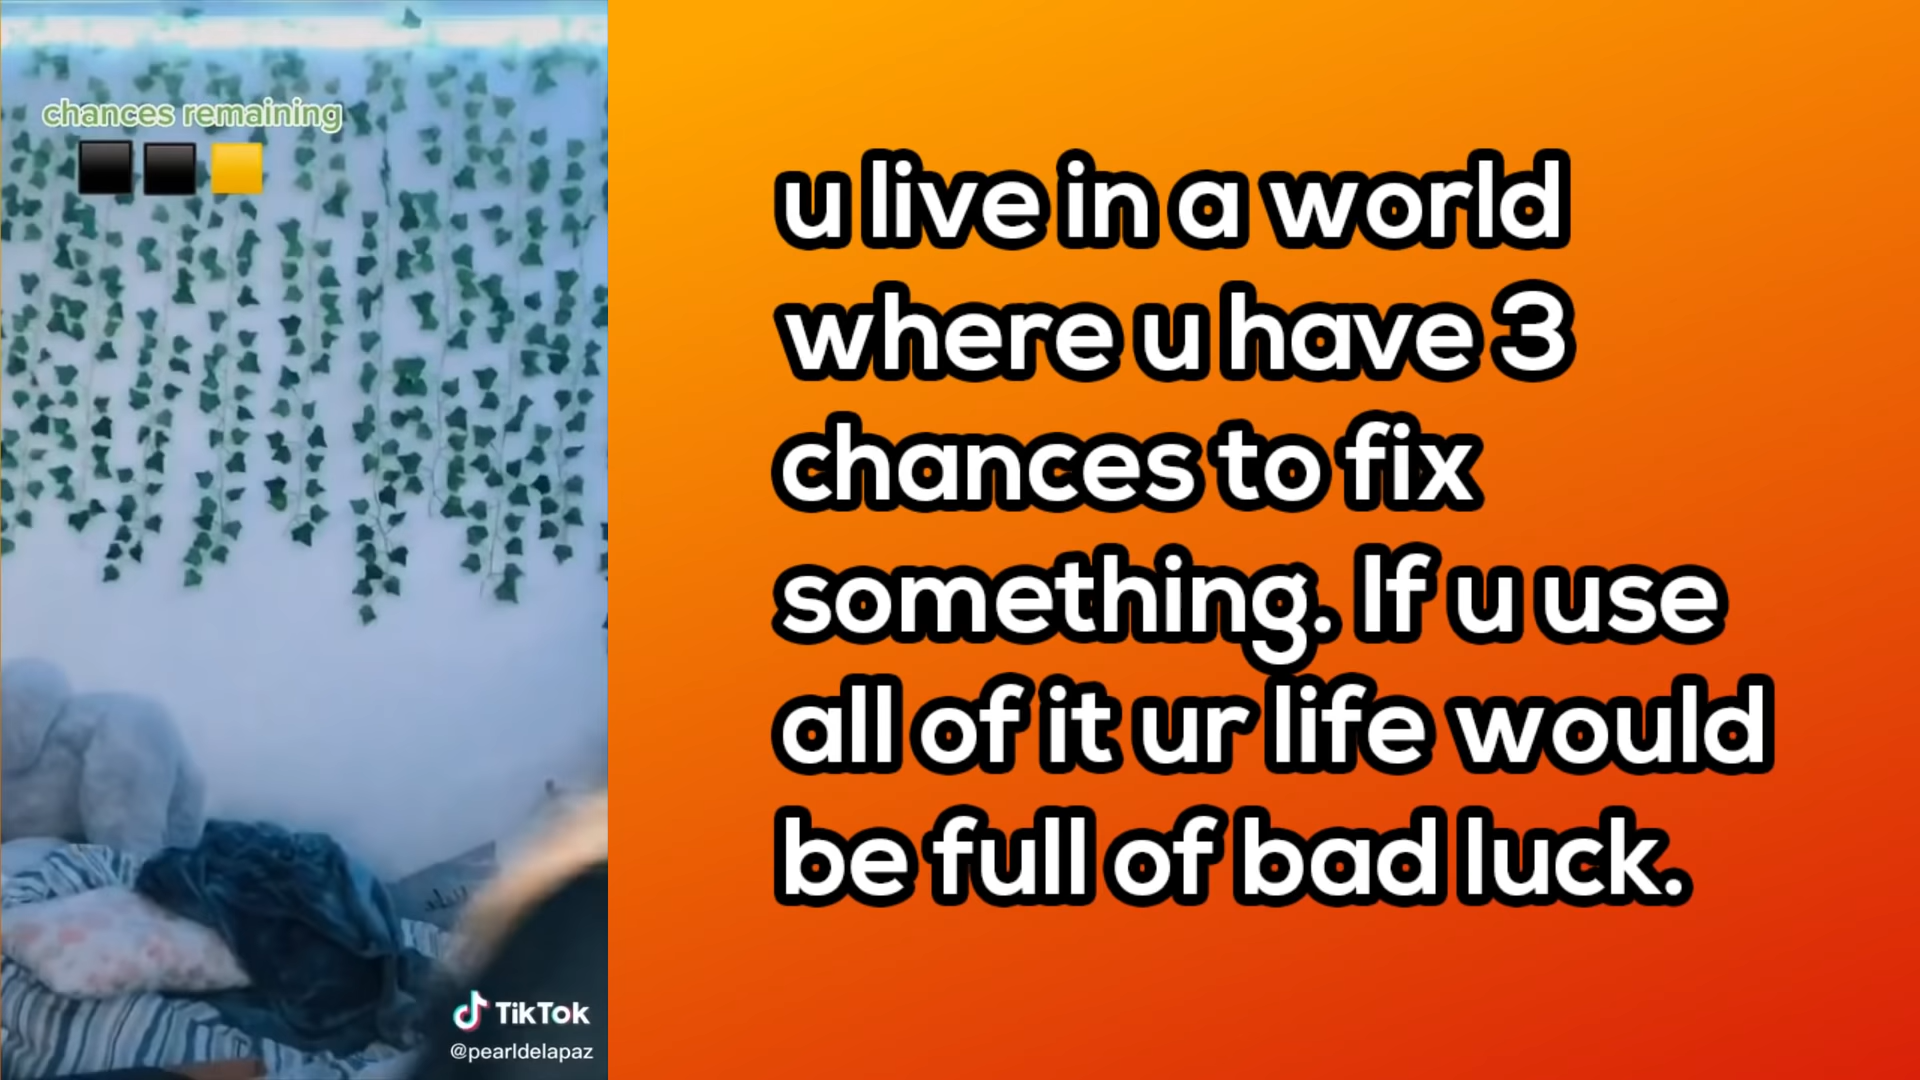 chances remaining
u live in a world
where u have 3
chances to fix
something. If u use
all of it ur life would
be full of bad luck.
TikTok
@pearldelapaz